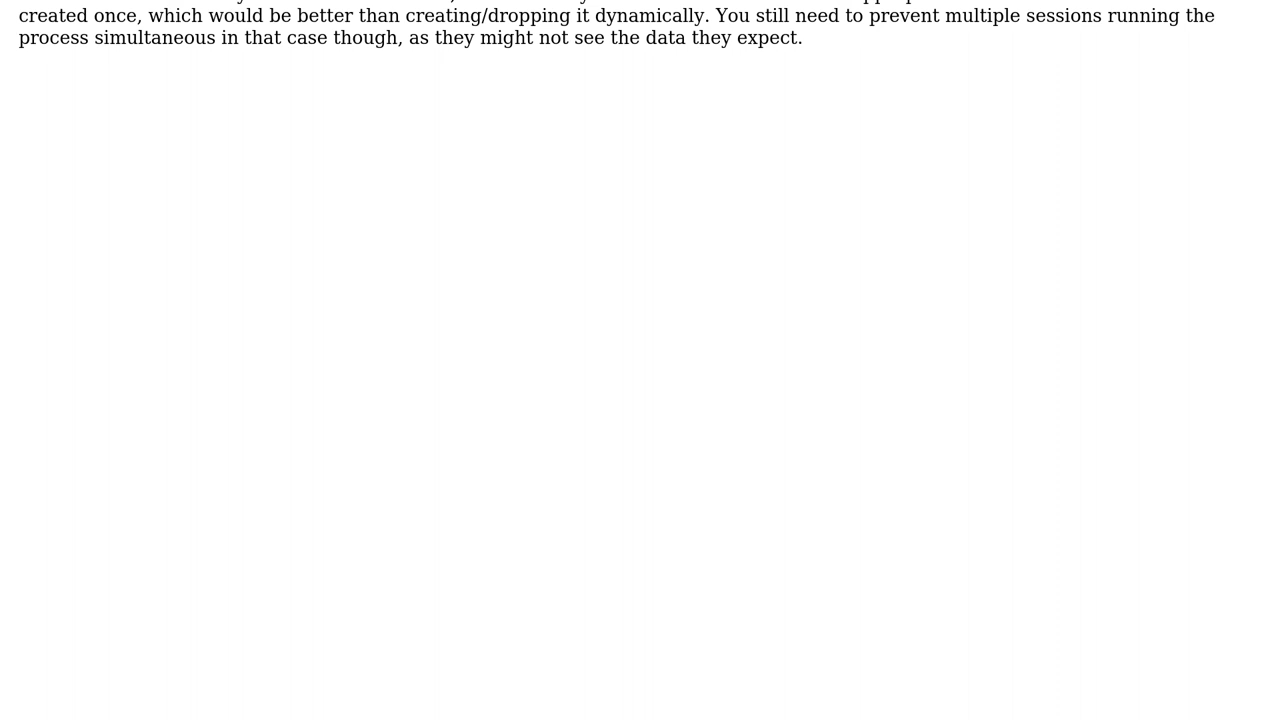 created once, which would be better than creating/dropping it dynamically. You still need to prevent multiple sessions running the
process simultaneous in that case though, as they might not see the data they expect.